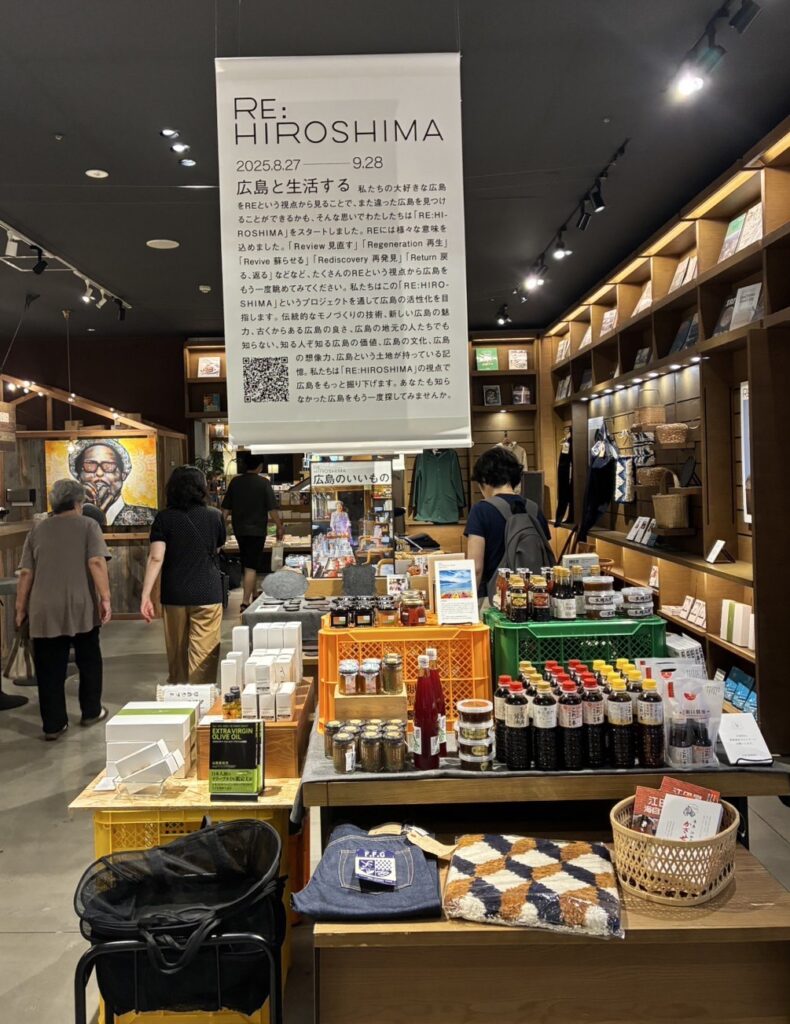 RE:
HIROSHIMA
2025.8.27 ——— 9.28
広島と生活する 私たちの大好きな広島
をREという視点から見ることで、また違った広島を見つけ
ることができるかも、そんな思いでわたしたちは「RE:HI-
ROSHIMA」をスタートしました。REには様々な意味を
込めました。「Review 見直す」「Regeneration 再生」
「Revive 蘇らせる」「Rediscovery 再発見」「Return 戻
る、返る」などなど、たくさんのREという視点から広島を
もう一度眺めてみてください。私たちはこの「RE:HIRO-
SHIMA」というプロジェクトを通して広島の活性化を目
指します。伝統的なモノづくりの技術、新しい広島の魅
力、古くからある広島の良さ、広島の地元の人たちでも
知らない、知る人ぞ知る広島の価値、広島の文化、広島
の想像力、広島という土地が持っている記
憶。私たちは「RE:HIROSHIMA」の視点で
広島をもっと掘り下げます。あなたも知ら
なかった広島をもう一度探してみませんか。
HIROSHIMA
広島のいいもの
EXTRAVIRGIN
OLIVE OIL
F.F.G